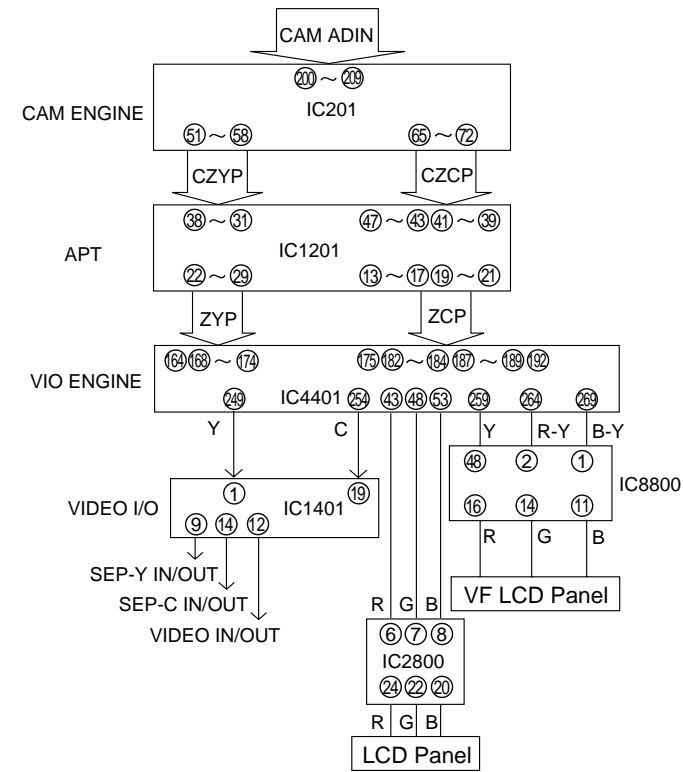 CAM ADIN
200 ~ 209
CAM ENGINE
IC201
51 ~ 58
65 ~ 72
CZYP
CZCP
38 ~ 31
47 ~ 43 41 ~ 39
APT
IC1201
22 ~ 29
13 ~ 17 19 ~ 21
ZYP
ZCP
164 168 ~ 174
175 182 ~ 184 187 ~ 189 192
VIO ENGINE
249 IC4401 254 43 48 53 259 264 269
Y
C
Y
R-Y
B-Y
48 2 1
IC8800
16 14 11
R
G
B
VF LCD Panel
1
19
VIDEO I/O
IC1401
9 14 12
SEP-Y IN/OUT
SEP-C IN/OUT
VIDEO IN/OUT
R G B
6 7 8
IC2800
24 22 20
R G B
LCD Panel